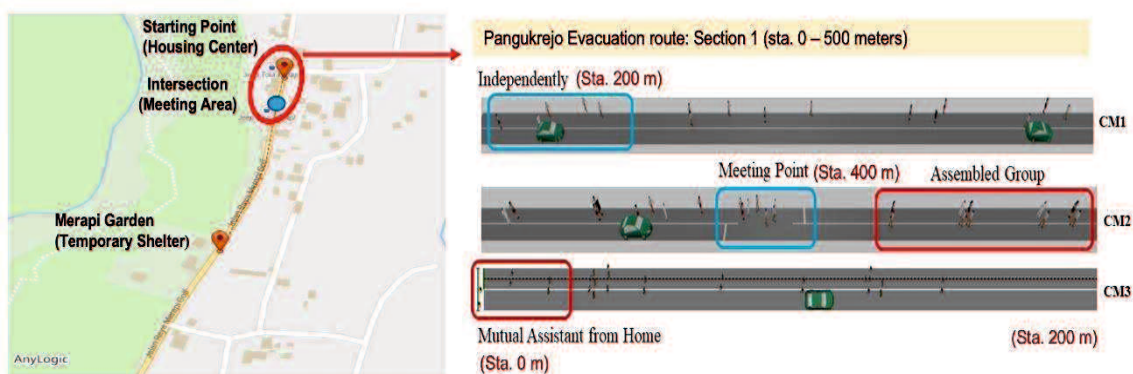 Starting Point
(Housing Center)
Intersection
(Meeting Area)
Merapi Garden
(Temporary Shelter)
AnyLogic
Pangukrejo Evacuation route: Section 1 (sta. 0 – 500 meters)
Independently (Sta. 200 m)
CM1
Meeting Point (Sta. 400 m) Assembled Group
CM2
CM3
Mutual Assistant from Home
(Sta. 0 m)
(Sta. 200 m)